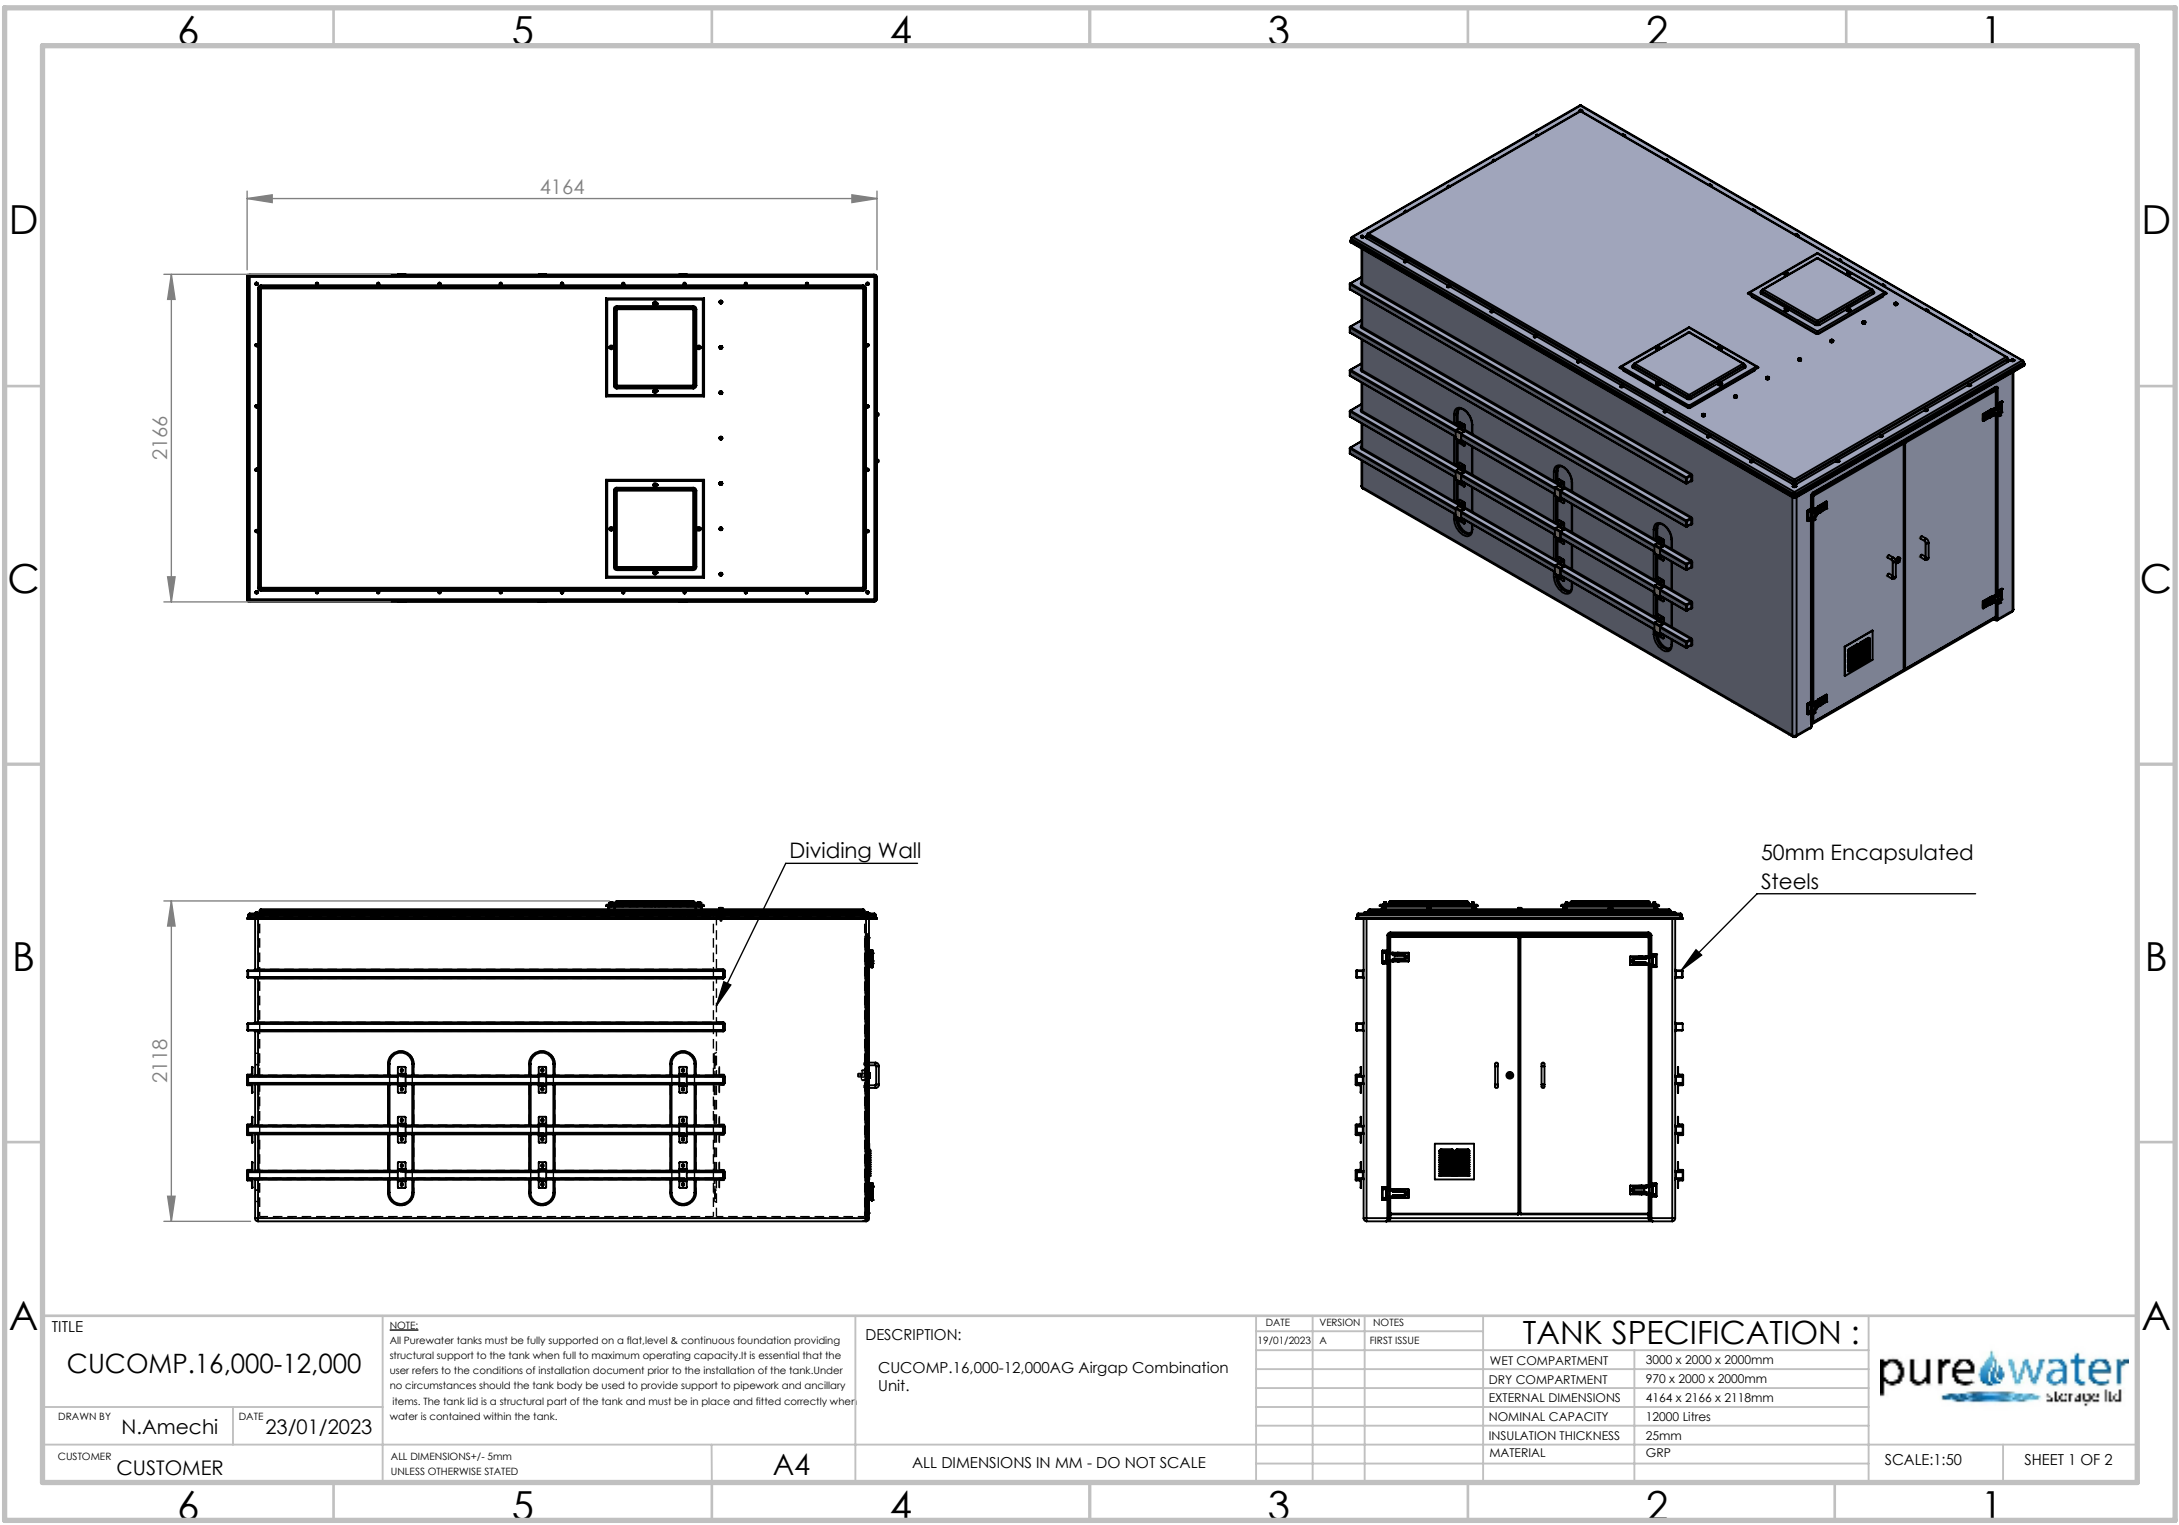 6 5 4 3 2 1
D
D
4164
2166
C
C
Dividing Wall
50mm Encapsulated
Steels
B
B
2118
A
A
TITLE
CUCOMP.16,000-12,000
DRAWN BY N.Amechi
DATE 23/01/2023
CUSTOMER CUSTOMER
NOTE:
All Purewater tanks must be fully supported on a flat,level & continuous foundation providing
structural support to the tank when full to maximum operating capacity.It is essential that the
user refers to the conditions of installation document prior to the installation of the tank.Under
no circumstances should the tank body be used to provide support to pipework and ancillary
items. The tank lid is a structural part of the tank and must be in place and fitted correctly when
water is contained within the tank.
ALL DIMENSIONS+/- 5mm
UNLESS OTHERWISE STATED
A4
DESCRIPTION:
CUCOMP.16,000-12,000AG Airgap Combination
Unit.
ALL DIMENSIONS IN MM - DO NOT SCALE
DATE VERSION NOTES
19/01/2023 A FIRST ISSUE
TANK SPECIFICATION :
WET COMPARTMENT 3000 x 2000 x 2000mm
DRY COMPARTMENT 970 x 2000 x 2000mm
EXTERNAL DIMENSIONS 4164 x 2166 x 2118mm
NOMINAL CAPACITY 12000 Litres
INSULATION THICKNESS 25mm
MATERIAL GRP
pure water
storage ltd
SCALE:1:50
SHEET 1 OF 2
6 5 4 3 2 1